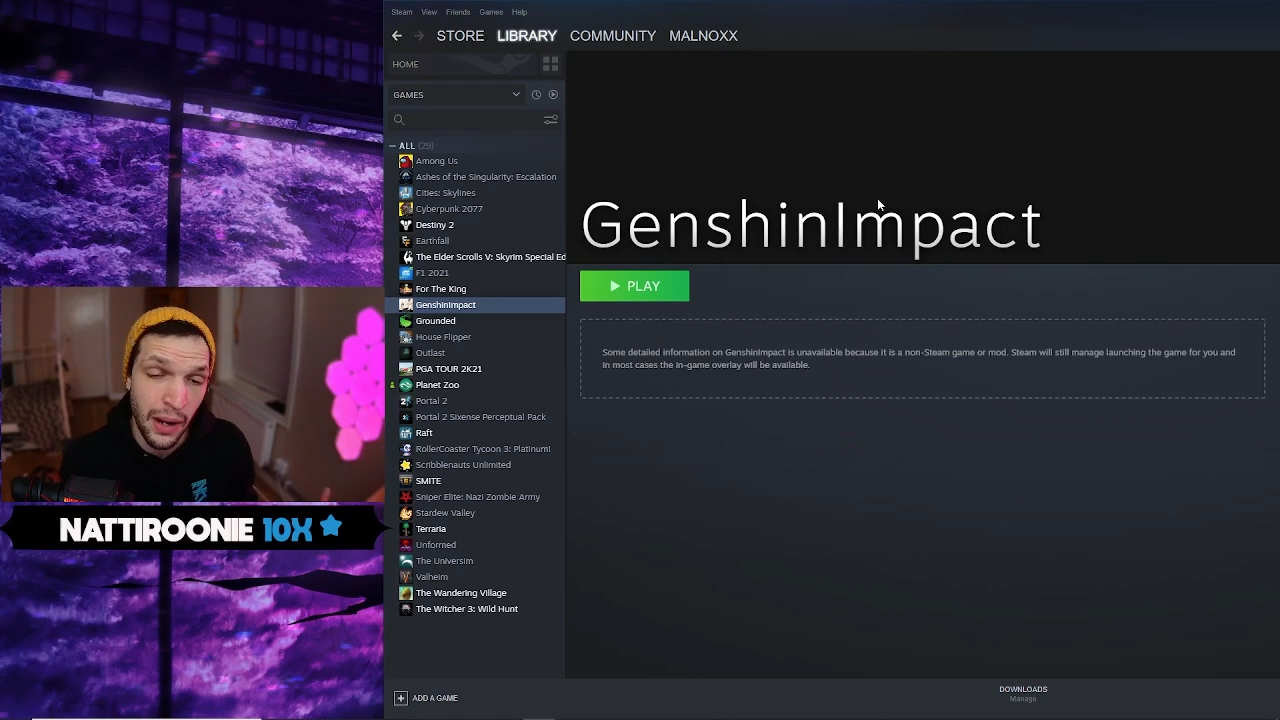 Steam View Friends Games Help
STORE LIBRARY COMMUNITY MALNOXX
HOME
GAMES
ALL (29)
Among Us
Ashes of the Singularity: Escalation
Cities: Skylines
Cyberpunk 2077
Destiny 2
Earthfall
The Elder Scrolls V: Skyrim Special Ed
F1 2021
For The King
GenshinImpact
Grounded
House Flipper
Outlast
PGA TOUR 2K21
Planet Zoo
Portal 2
Portal 2 Sixense Perceptual Pack
Raft
RollerCoaster Tycoon 3: Platinum!
Scribblenauts Unlimited
SMITE
Sniper Elite: Nazi Zombie Army
Stardew Valley
Terraria
Unformed
The Universim
Valheim
The Wandering Village
The Witcher 3: Wild Hunt
ADD A GAME
GenshinImpact
PLAY
Some detailed information on GenshinImpact is unavailable because it is a non-Steam game or mod. Steam will still manage launching the game for you and
in most cases the in-game overlay will be available.
DOWNLOADS
Manage
NATTIROONIE 10X